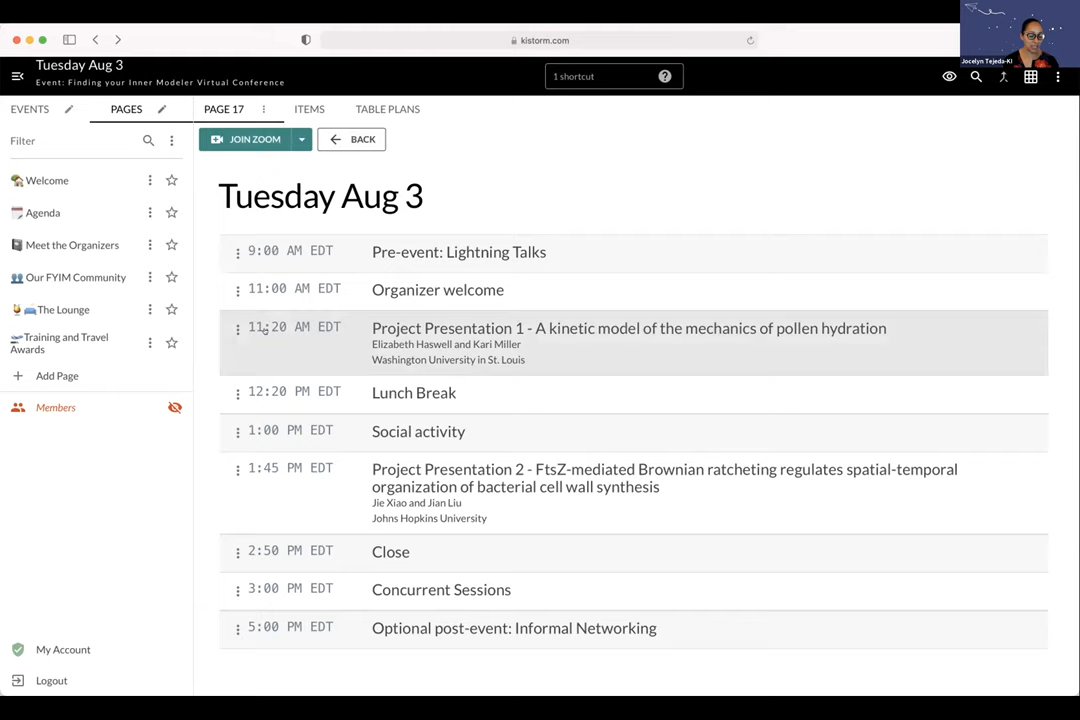 kistorm.com
Jocelyn Tejeda-KI
Tuesday Aug 3
Event: Finding your Inner Modeler Virtual Conference
1 shortcut
EVENTS
PAGES
PAGE 17
ITEMS
TABLE PLANS
Filter
JOIN ZOOM
BACK
Welcome
Agenda
Meet the Organizers
Our FYIM Community
The Lounge
Training and Travel
Awards
Add Page
Members
My Account
Logout
Tuesday Aug 3
9:00 AM EDT Pre-event: Lightning Talks
11:00 AM EDT Organizer welcome
11:20 AM EDT Project Presentation 1 - A kinetic model of the mechanics of pollen hydration
Elizabeth Haswell and Kari Miller
Washington University in St. Louis
12:20 PM EDT Lunch Break
1:00 PM EDT Social activity
1:45 PM EDT Project Presentation 2 - FtsZ-mediated Brownian ratcheting regulates spatial-temporal
organization of bacterial cell wall synthesis
Jie Xiao and Jian Liu
Johns Hopkins University
2:50 PM EDT Close
3:00 PM EDT Concurrent Sessions
5:00 PM EDT Optional post-event: Informal Networking